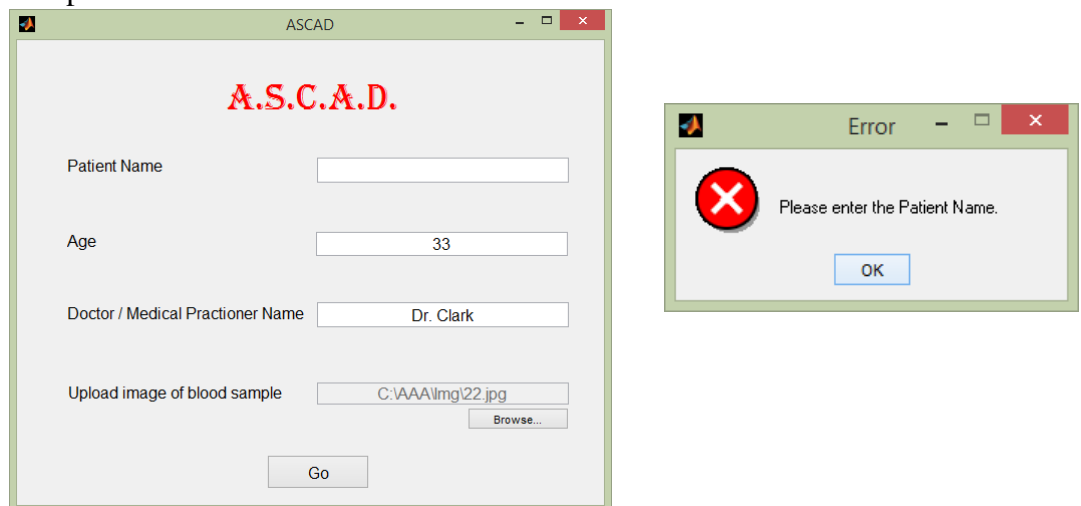 ASCAD
A.S.C.A.D.
Patient Name
Age 33
Doctor / Medical Practioner Name Dr. Clark
Upload image of blood sample C:\AAA\Img\22.jpg
Browse...
Go
Error
Please enter the Patient Name.
OK